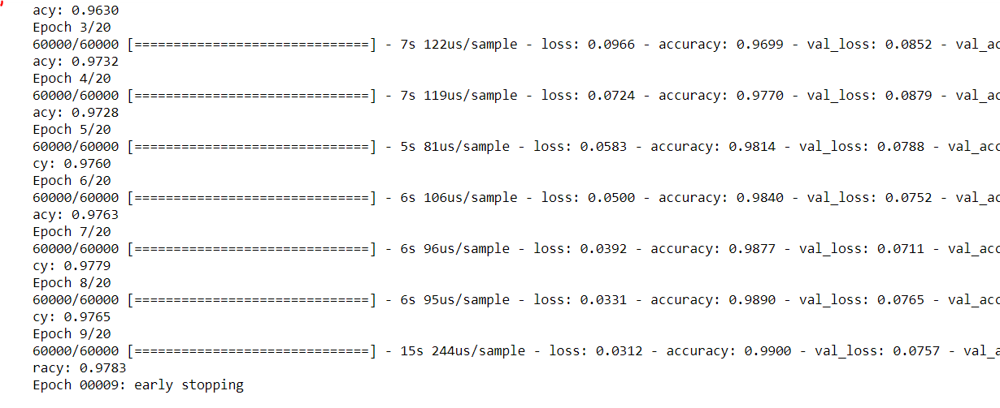 acy: 0.9630
Epoch 3/20
60000/60000 [==============================] - 7s 122us/sample - loss: 0.0966 - accuracy: 0.9699 - val_loss: 0.0852 - val_ac
acy: 0.9732
Epoch 4/20
60000/60000 [==============================] - 7s 119us/sample - loss: 0.0724 - accuracy: 0.9770 - val_loss: 0.0879 - val_ac
acy: 0.9728
Epoch 5/20
60000/60000 [==============================] - 5s 81us/sample - loss: 0.0583 - accuracy: 0.9814 - val_loss: 0.0788 - val_acc
cy: 0.9760
Epoch 6/20
60000/60000 [==============================] - 6s 106us/sample - loss: 0.0500 - accuracy: 0.9840 - val_loss: 0.0752 - val_ac
acy: 0.9763
Epoch 7/20
60000/60000 [==============================] - 6s 96us/sample - loss: 0.0392 - accuracy: 0.9877 - val_loss: 0.0711 - val_acc
cy: 0.9779
Epoch 8/20
60000/60000 [==============================] - 6s 95us/sample - loss: 0.0331 - accuracy: 0.9890 - val_loss: 0.0765 - val_acc
cy: 0.9765
Epoch 9/20
60000/60000 [==============================] - 15s 244us/sample - loss: 0.0312 - accuracy: 0.9900 - val_loss: 0.0757 - val_a
racy: 0.9783
Epoch 00009: early stopping